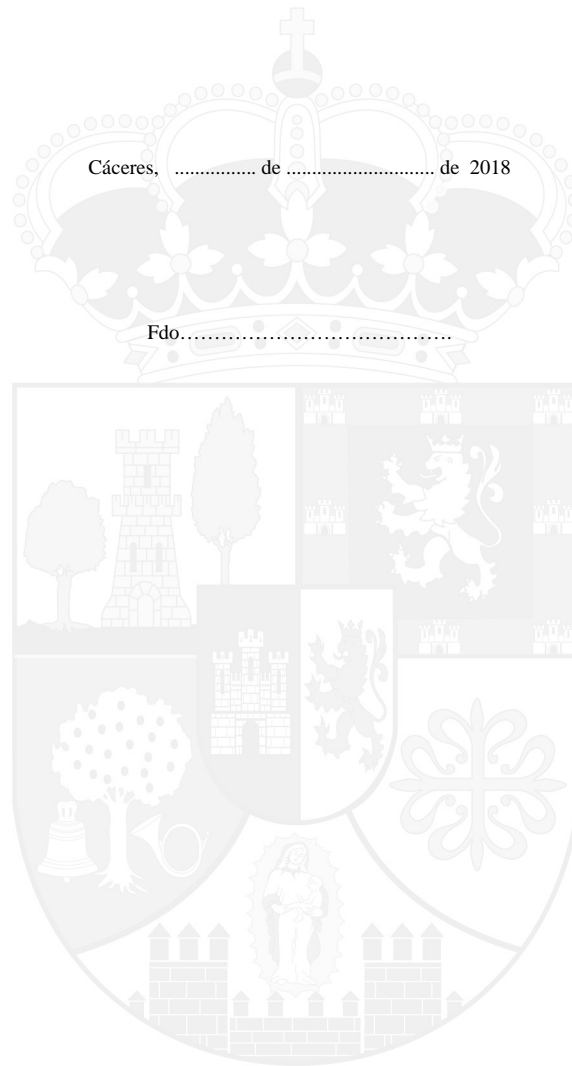 Cáceres, ................ de ............................. de 2018
Fdo……………………………………